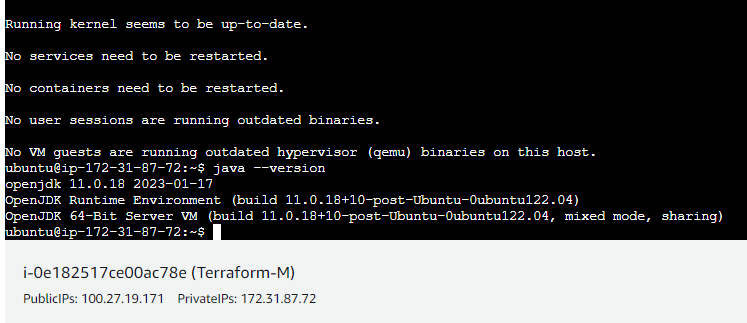 Running kernel seems to be up-to-date.
No services need to be restarted.
No containers need to be restarted.
No user sessions are running outdated binaries.
No VM guests are running outdated hypervisor (qemu) binaries on this host.
ubuntu@ip-172-31-87-72:~$ java --version
openjdk 11.0.18 2023-01-17
OpenJDK Runtime Environment (build 11.0.18+10-post-Ubuntu-0ubuntu122.04)
OpenJDK 64-Bit Server VM (build 11.0.18+10-post-Ubuntu-0ubuntu122.04, mixed mode, sharing)
ubuntu@ip-172-31-87-72:~$
i-0e182517ce00ac78e (Terraform-M)
PublicIPs: 100.27.19.171 PrivateIPs: 172.31.87.72